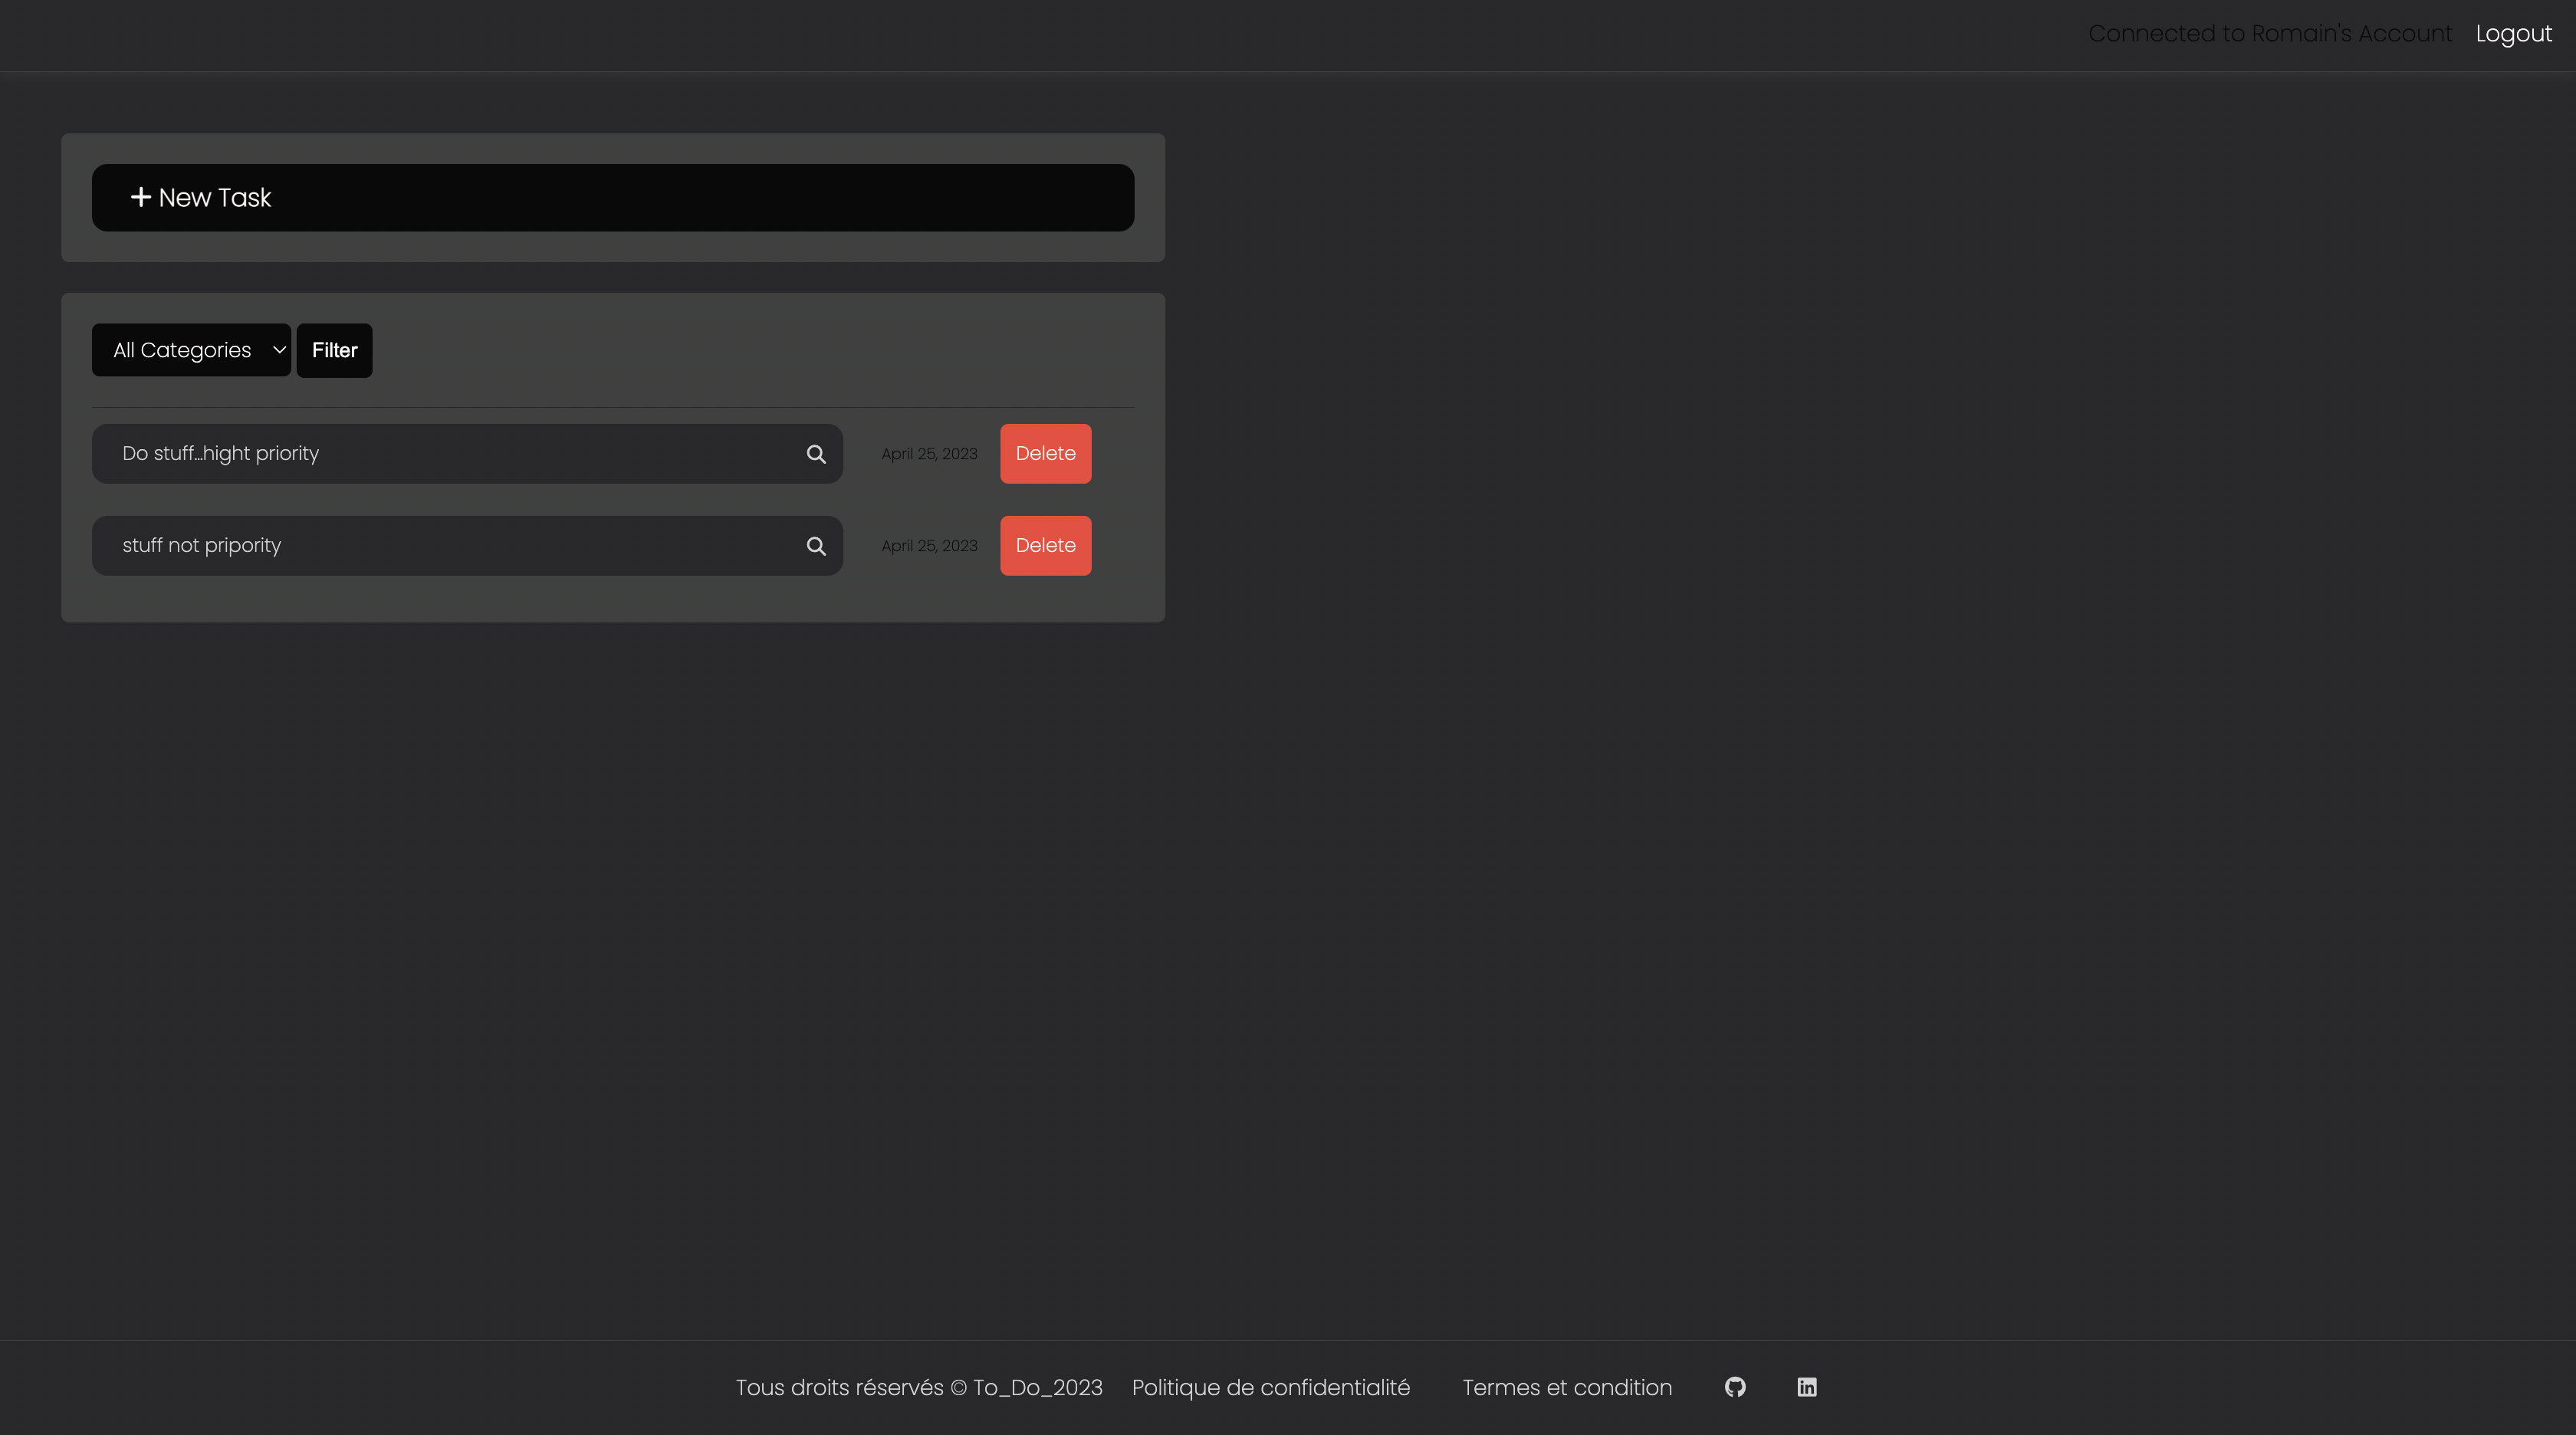 Connected to Romain's Account Logout
New Task
All Categories Filter
Do stuff...hight priority April 25, 2023 Delete
stuff not pripority April 25, 2023 Delete
Tous droits réservés © To_Do_2023 Politique de confidentialité Termes et condition